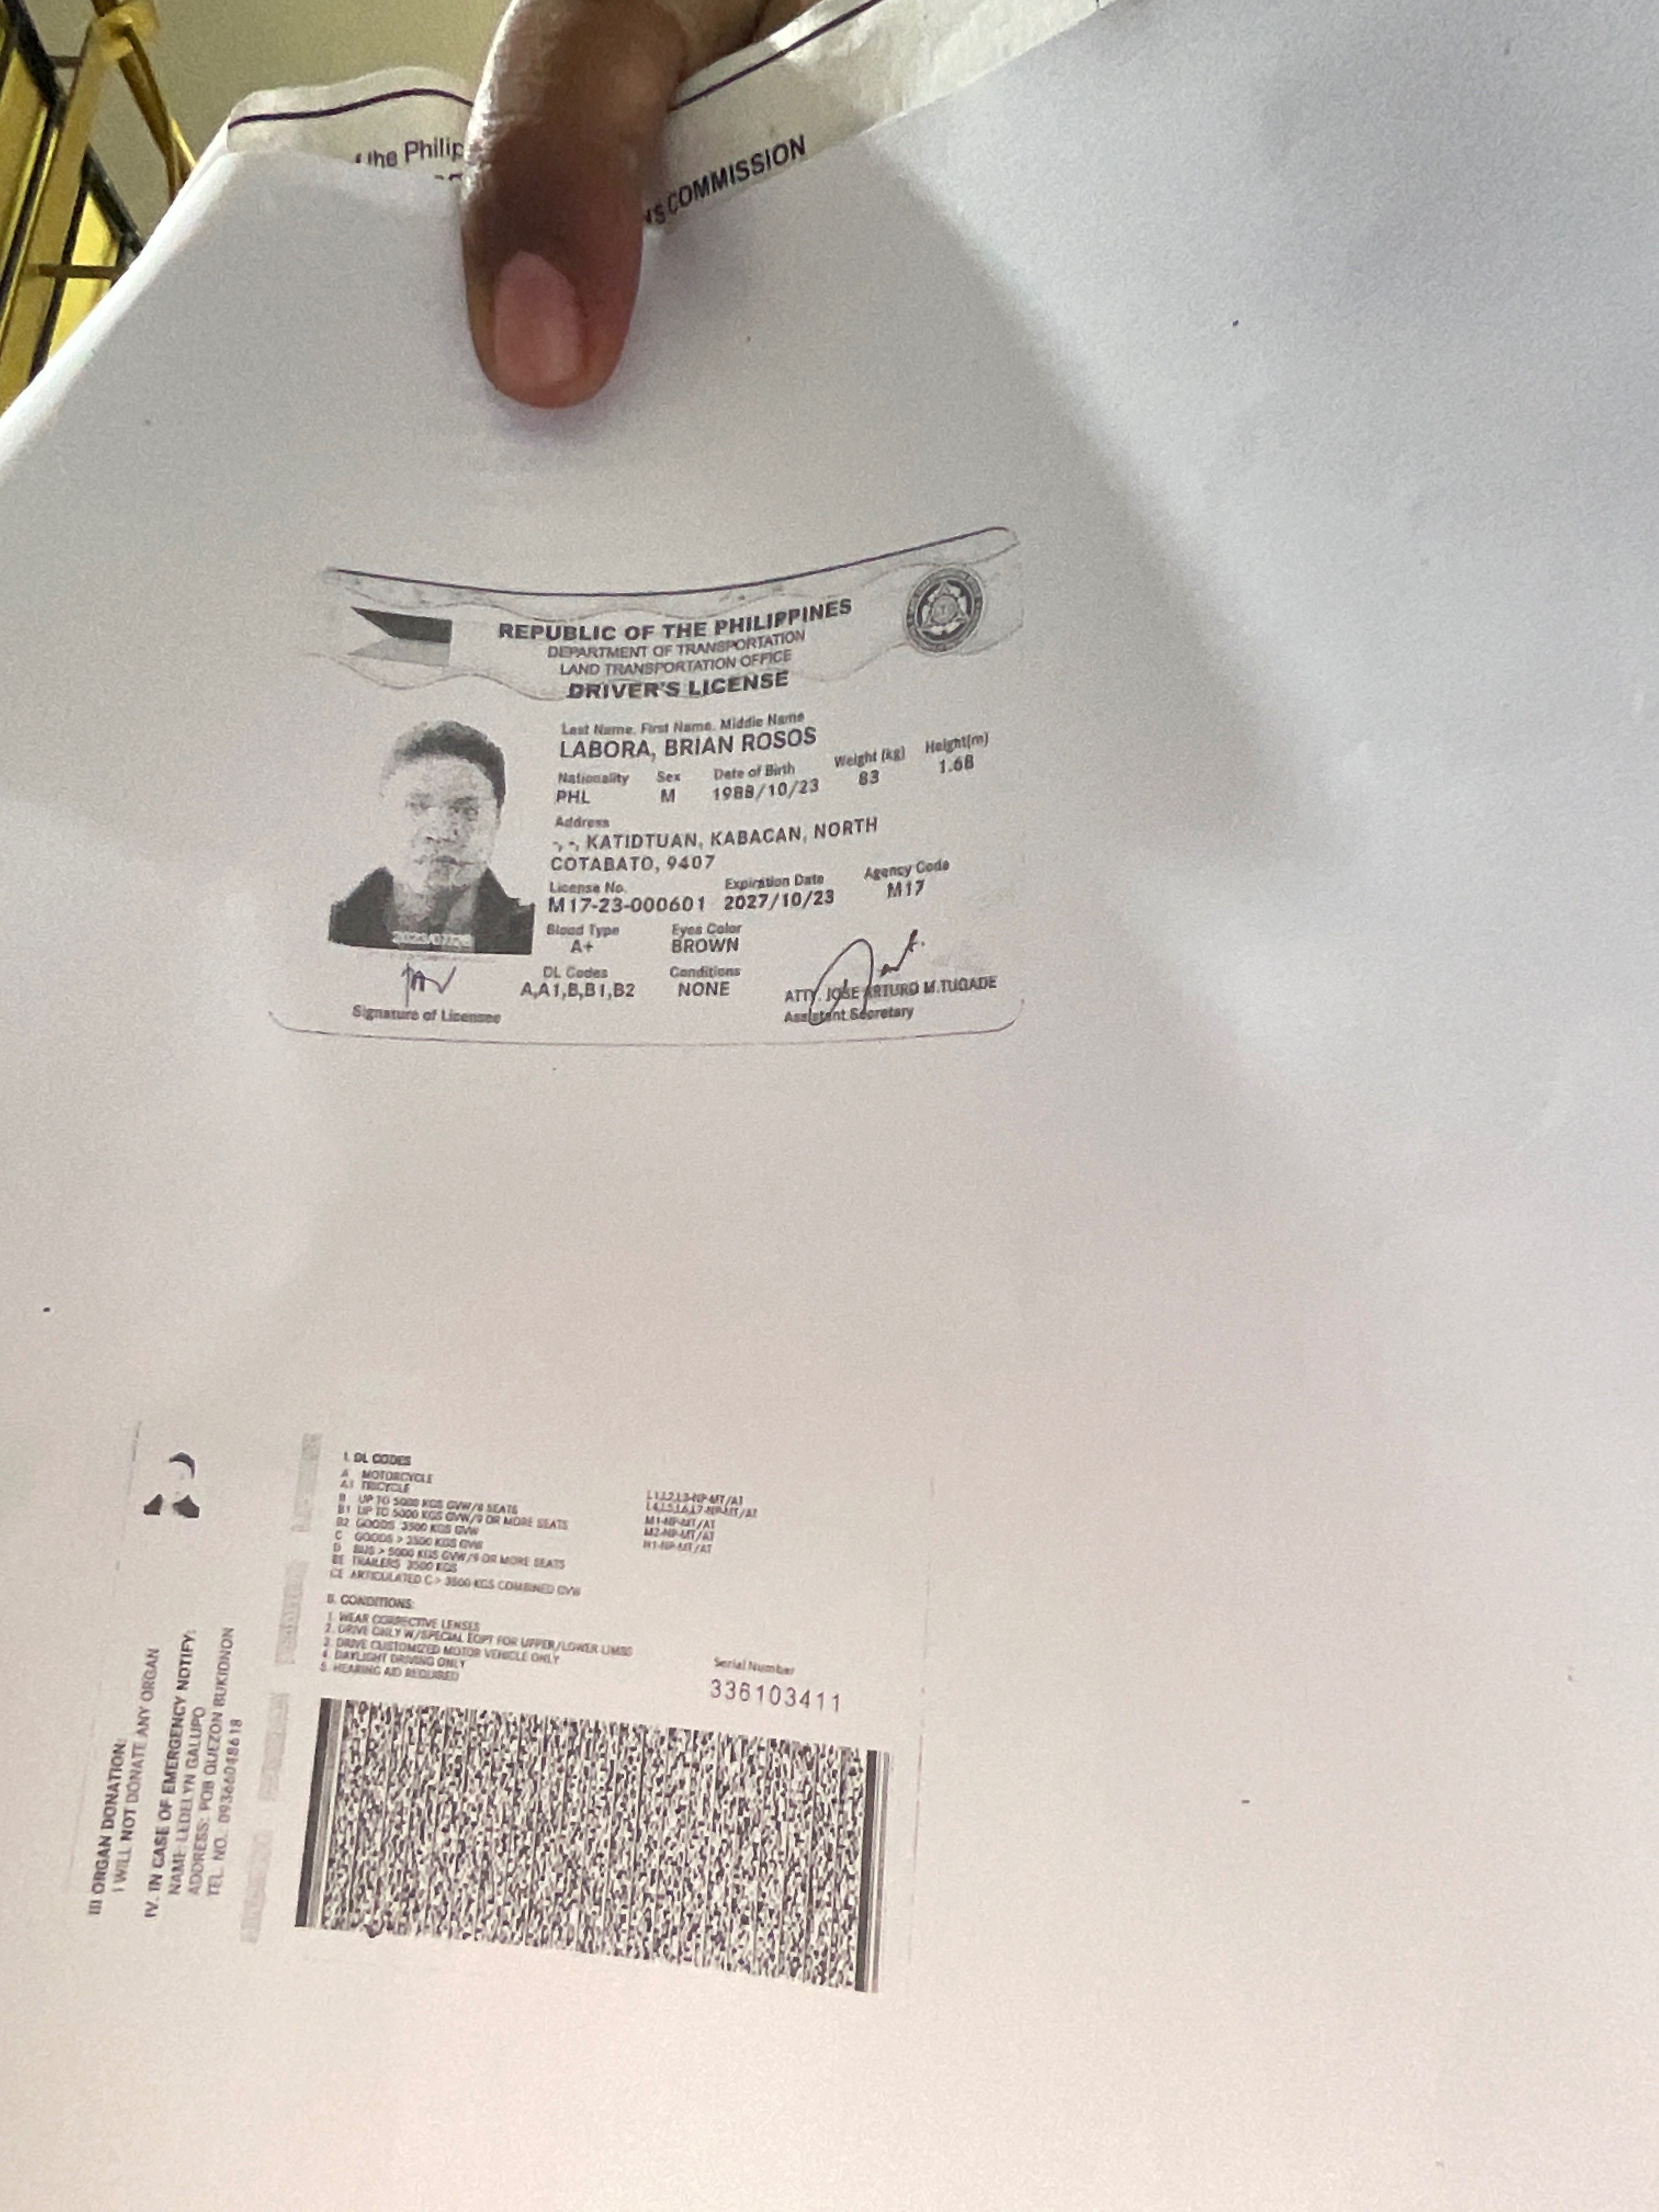 the Philip
COMMISSION
REPUBLIC OF THE PHILIPPINES
DEPARTMENT OF TRANSPORTATION
LAND TRANSPORTATION OFFICE
DRIVER'S LICENSE
Last Name, First Name, Middle Name
LABORA, BRIAN ROSOS
Nationality Sex Date of Birth Weight (kg) Height(m)
PHL M 1988/10/23 83 1.68
Address
-, -, KATIDTUAN, KABACAN, NORTH
COTABATO, 9407
License No. Expiration Date Agency Code
M17-23-000601 2027/10/23 M17
Blood Type Eyes Color
A+ BROWN
DL Codes Conditions
A,A1,B,B1,B2 NONE
Signature of Licensee
ATTY. JOSE ARTURO M. TUGADE
Assistant Secretary
I. DL CODES
A MOTORCYCLE L1,L2,L3-NP-MT/AT
A1 TRICYCLE L4,L5,L6,L7-NP-MT/AT
B UP TO 5000 KGS GVW/8 SEATS M1-NP-MT/AT
B1 UP TO 5000 KGS GVW/9 OR MORE SEATS M2-NP-MT/AT
B2 GOODS 3500 KGS GVW N1-NP-MT/AT
C GOODS > 3500 KGS GVW
D BUS > 5000 KGS GVW/9 OR MORE SEATS
BE TRAILERS 3500 KGS
CE ARTICULATED C > 3500 KGS COMBINED GVW
II. CONDITIONS:
1. WEAR CORRECTIVE LENSES
2. DRIVE ONLY W/SPECIAL EQPT FOR UPPER/LOWER LIMBS
3. DRIVE CUSTOMIZED MOTOR VEHICLE ONLY
4. DAYLIGHT DRIVING ONLY
5. HEARING AID REQUIRED
Serial Number
336103411
III ORGAN DONATION:
I WILL NOT DONATE ANY ORGAN
IV. IN CASE OF EMERGENCY NOTIFY:
NAME: LEDELYN GALLIPO
ADDRESS: POB QUEZON BUKIDNON
TEL. NO.: 09366048618